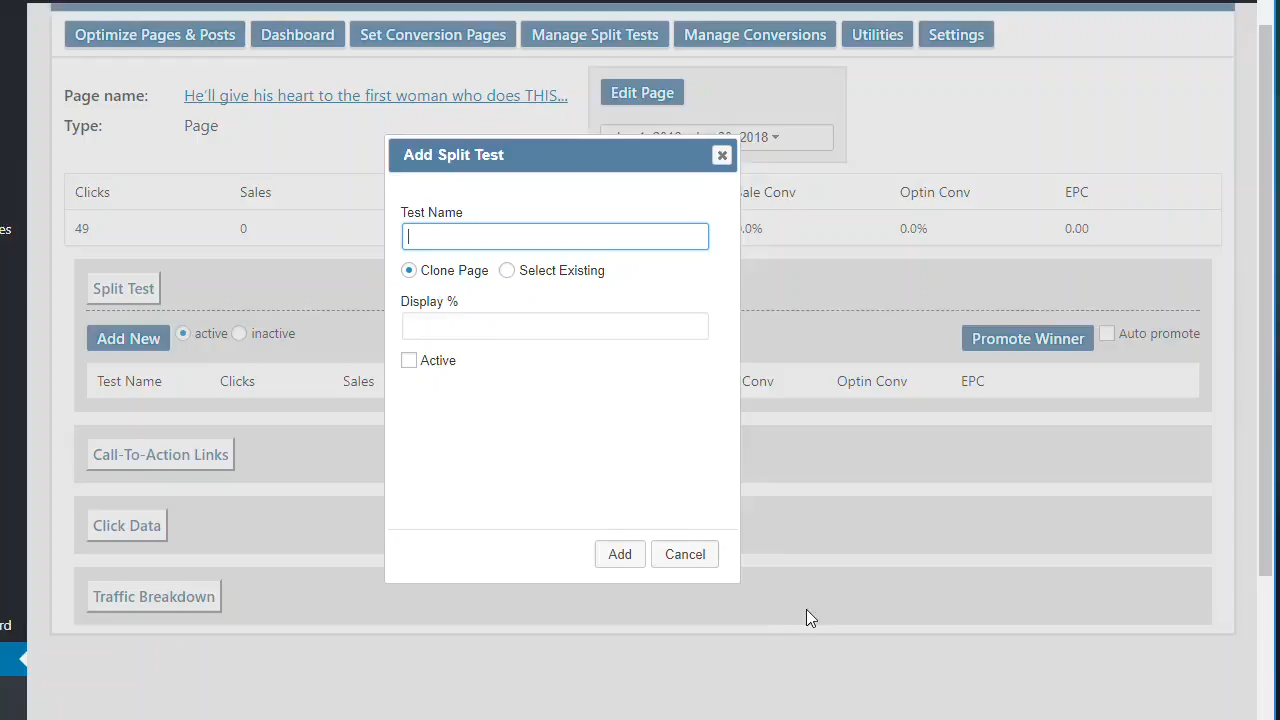 Optimize Pages & Posts Dashboard Set Conversion Pages Manage Split Tests Manage Conversions Utilities Settings
Page name: He'll give his heart to the first woman who does THIS...
Edit Page
Type: Page
2018
Add Split Test
Clicks Sales Conv Optin Conv EPC
49 0 0.0% 0.00
Test Name
Clone Page Select Existing
Split Test
Display %
Add New active inactive
Promote Winner Auto promote
Active
Test Name Clicks Sales Conv Optin Conv EPC
Call-To-Action Links
Click Data
Add Cancel
Traffic Breakdown